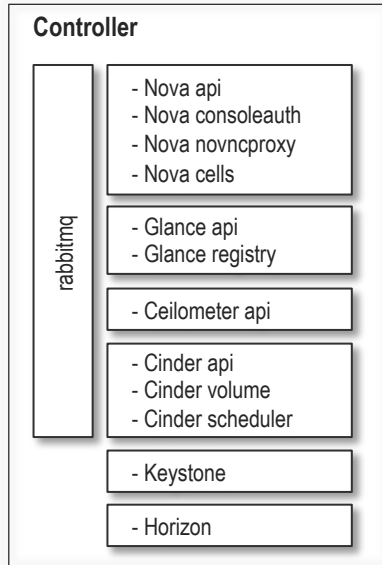 Controller
rabbitmq
- Nova api
- Nova consoleauth
- Nova novncproxy
- Nova cells
- Glance api
- Glance registry
- Ceilometer api
- Cinder api
- Cinder volume
- Cinder scheduler
- Keystone
- Horizon